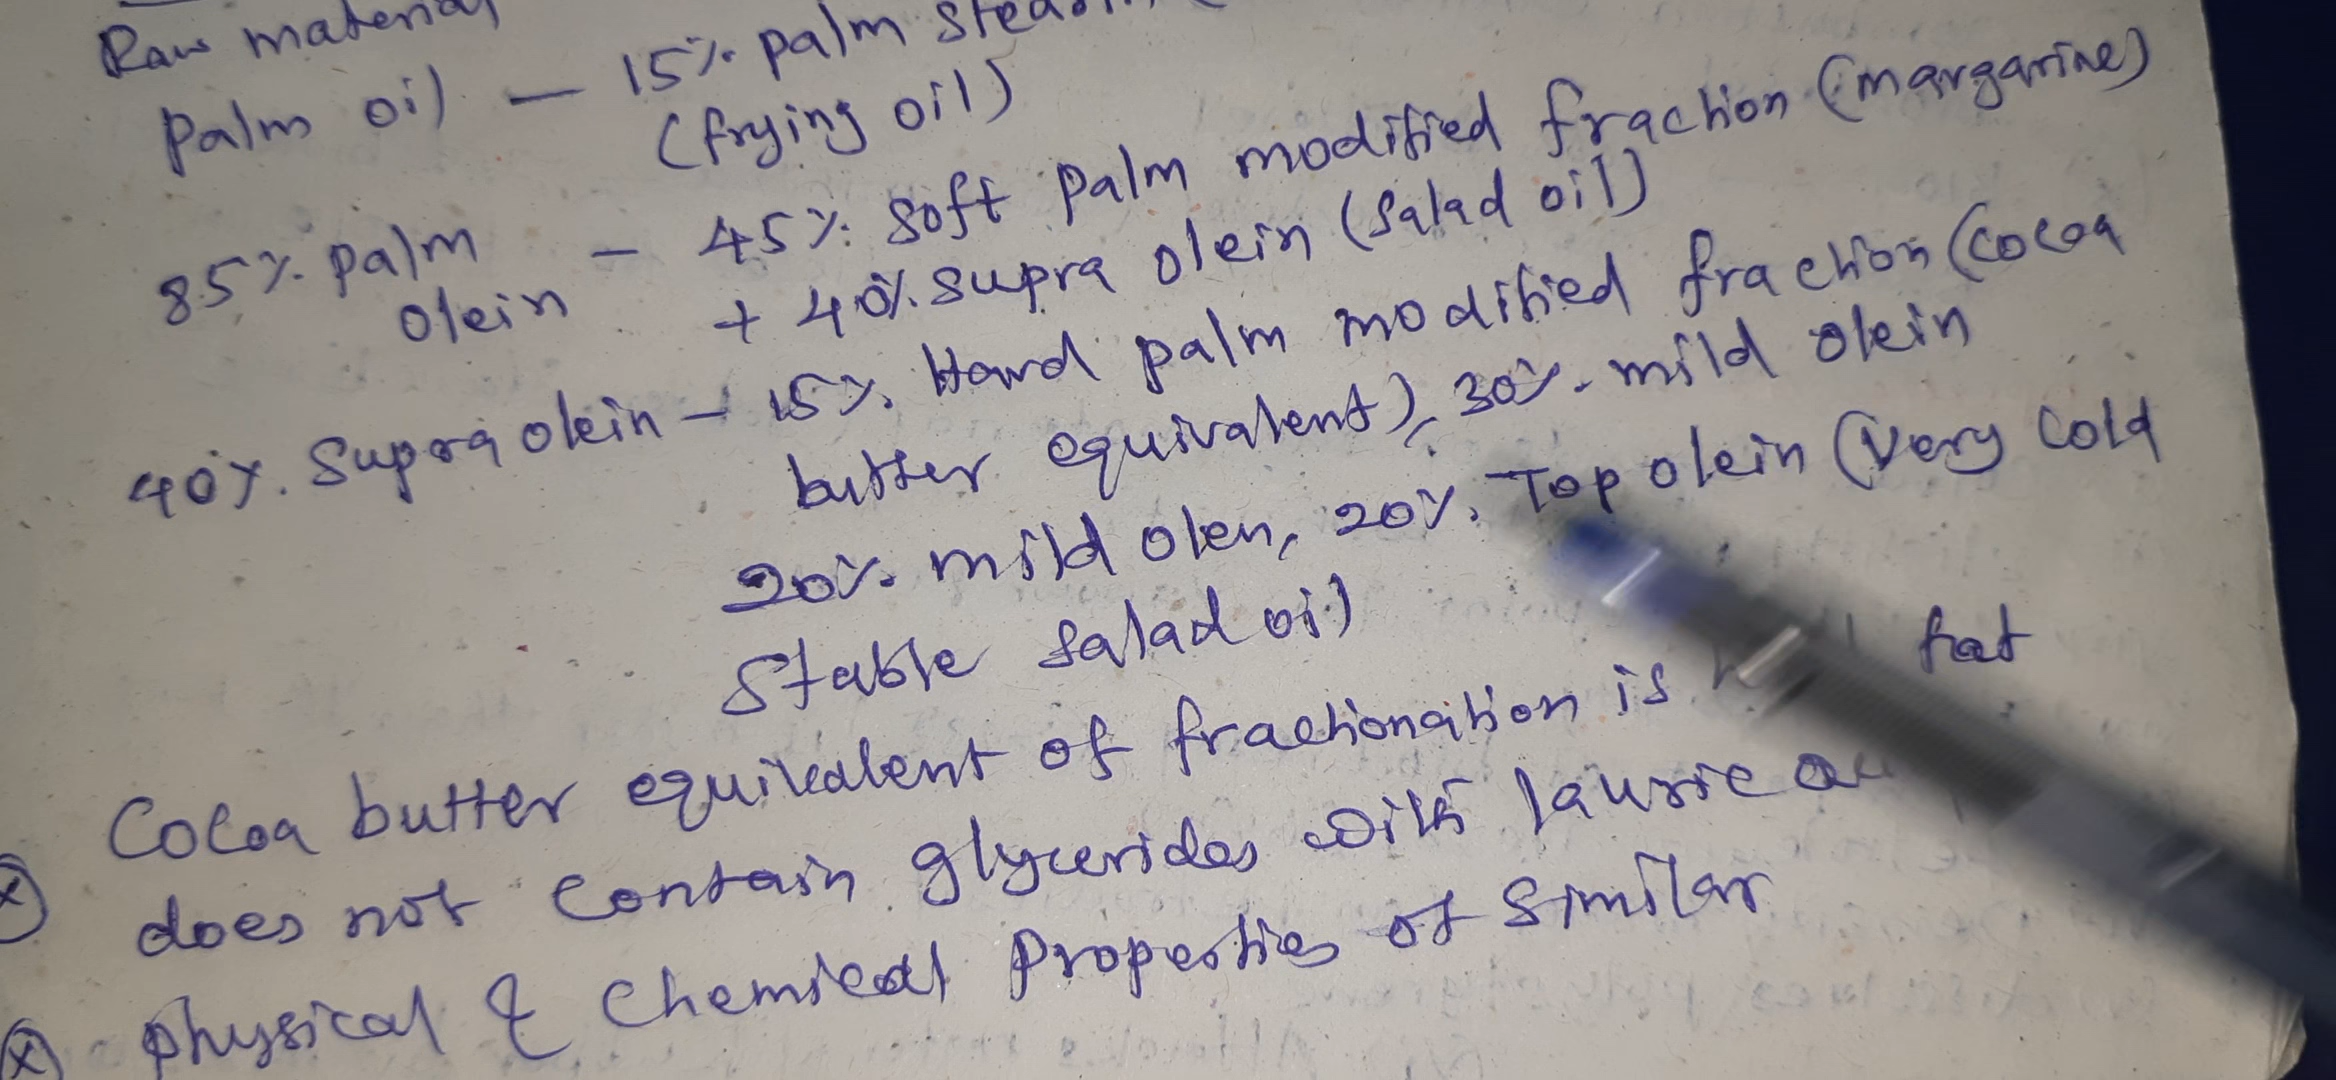 Raw material
palm oil - 15% palm
(frying oil)
85% palm - 45% soft palm modified fraction (margarine)
olein + 40% supra olein (salad oil)
40% supra olein - 15% Hard palm modified fraction (cocoa
butter equivalent), 30% mild olein
20% mild olen, 20% Top olein (very cold
stable salad oil)
Cocoa butter equivalent of fractionation is fat
does not contain glycerides with lauric
physical & chemical properties of similar